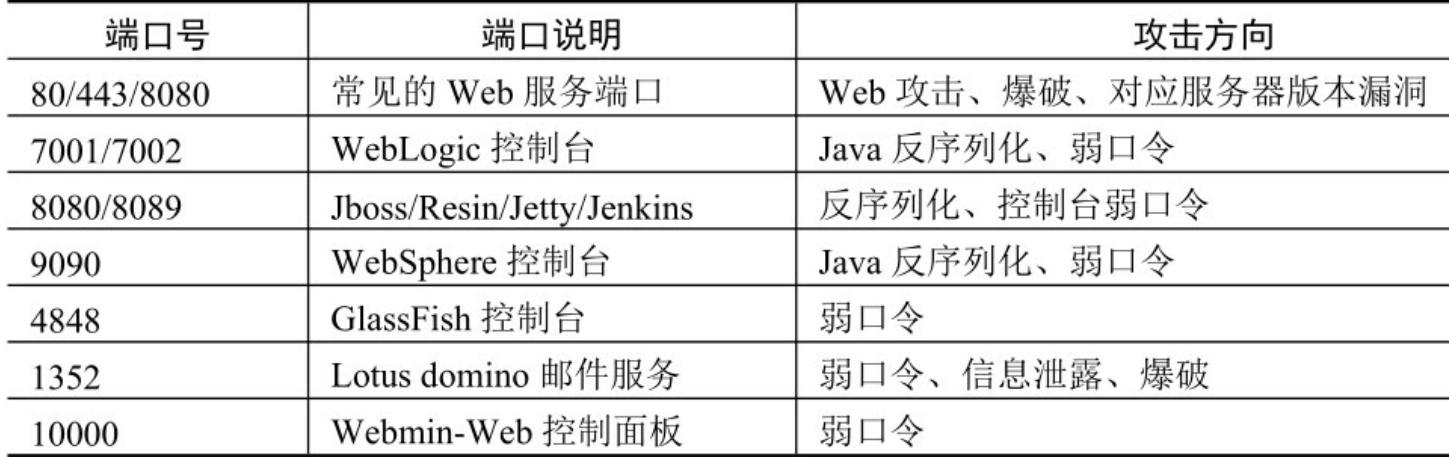 端口号 端口说明 攻击方向
80/443/8080 常见的 Web 服务端口 Web 攻击、爆破、对应服务器版本漏洞
7001/7002 WebLogic 控制台 Java 反序列化、弱口令
8080/8089 Jboss/Resin/Jetty/Jenkins 反序列化、控制台弱口令
9090 WebSphere 控制台 Java 反序列化、弱口令
4848 GlassFish 控制台 弱口令
1352 Lotus domino 邮件服务 弱口令、信息泄露、爆破
10000 Webmin-Web 控制面板 弱口令